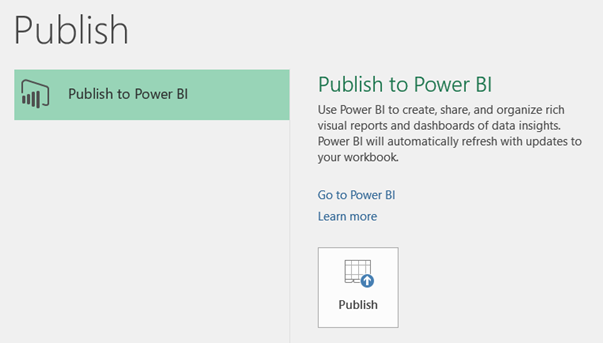 Publish
Publish to Power BI
Publish to Power BI
Use Power BI to create, share, and organize rich
visual reports and dashboards of data insights.
Power BI will automatically refresh with updates to
your workbook.
Go to Power BI
Learn more
Publish